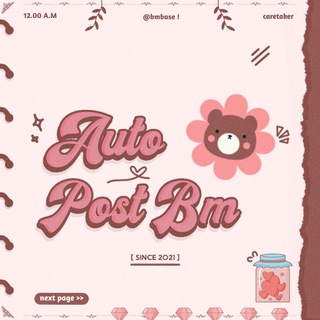 12.00 A.M
@bmbase !
caretaker
Auto
Post Bm
[ SINCE 2021 ]
next page >>